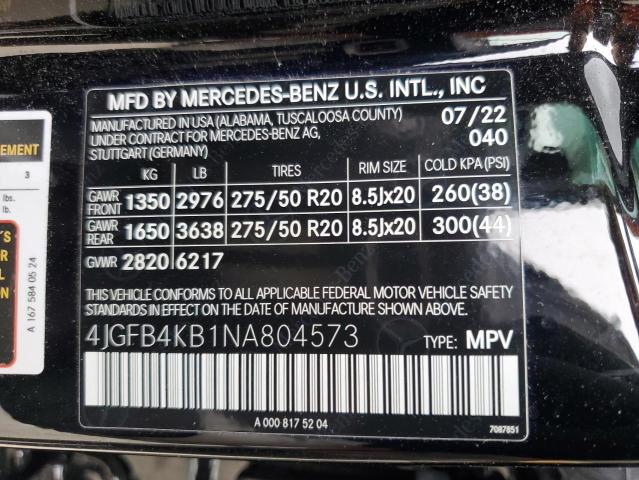 MFD BY MERCEDES-BENZ U.S. INTL., INC
MANUFACTURED IN USA (ALABAMA, TUSCALOOSA COUNTY) 07/22
UNDER CONTRACT FOR MERCEDES-BENZ AG, 040
STUTTGART (GERMANY)
KG LB TIRES RIM SIZE COLD KPA (PSI)
GAWR FRONT 1350 2976 275/50 R20 8.5Jx20 260(38)
GAWR REAR 1650 3638 275/50 R20 8.5Jx20 300(44)
GVWR 2820 6217
THIS VEHICLE CONFORMS TO ALL APPLICABLE FEDERAL MOTOR VEHICLE SAFETY
STANDARDS IN EFFECT ON THE DATE OF MANUFACTURE SHOWN ABOVE.
4JGFB4KB1NA804573 TYPE: MPV
A 000 817 52 04
7087851
EMENT
3
lbs.
lb.
A 167 584 05 24